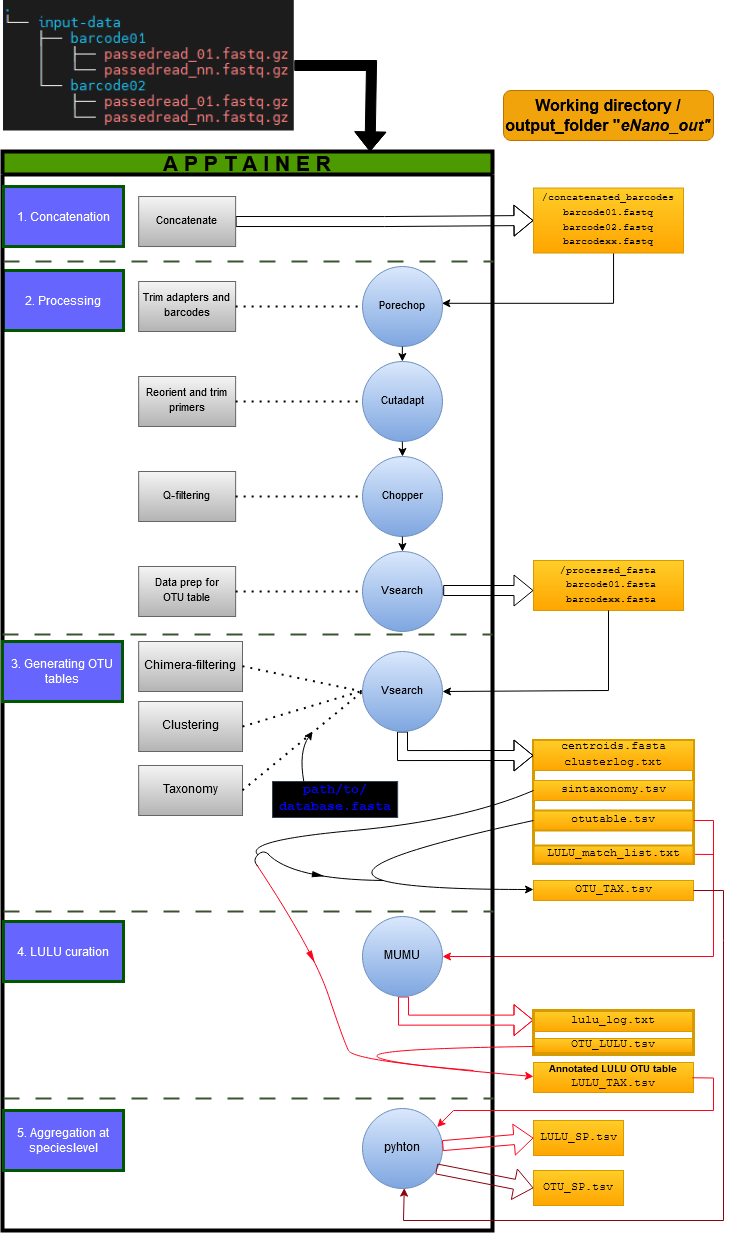 .
input-data
barcode01
passedread_01.fastq.gz
passedread_nn.fastq.gz
barcode02
passedread_01.fastq.gz
passedread_nn.fastq.gz
Working directory /
output_folder "eNano_out"
APPTAINER
1. Concatenation
Concatenate
/concatenated_barcodes
barcode01.fastq
barcode02.fastq
barcodexx.fastq
2. Processing
Trim adapters and
barcodes
Porechop
Reorient and trim
primers
Cutadapt
Q-filtering
Chopper
Data prep for
OTU table
Vsearch
/processed_fasta
barcode01.fasta
barcodexx.fasta
3. Generating OTU
tables
Chimera-filtering
Clustering
Taxonomy
Vsearch
path/to/
database.fasta
centroids.fasta
clusterlog.txt
sintaxonomy.tsv
otutable.tsv
LULU_match_list.txt
OTU_TAX.tsv
4. LULU curation
MUMU
lulu_log.txt
OTU_LULU.tsv
Annotated LULU OTU table
LULU_TAX.tsv
5. Aggregation at
specieslevel
pyhton
LULU_SP.tsv
OTU_SP.tsv